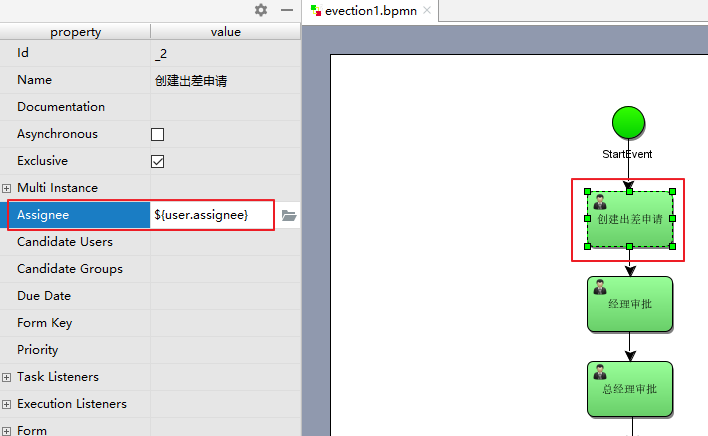 property value
Id _2
Name 创建出差申请
Documentation
Asynchronous
Exclusive
Multi Instance
Assignee ${user.assignee}
Candidate Users
Candidate Groups
Due Date
Form Key
Priority
Task Listeners
Execution Listeners
Form
evection1.bpmn
StartEvent
创建出差申请
经理审批
总经理审批